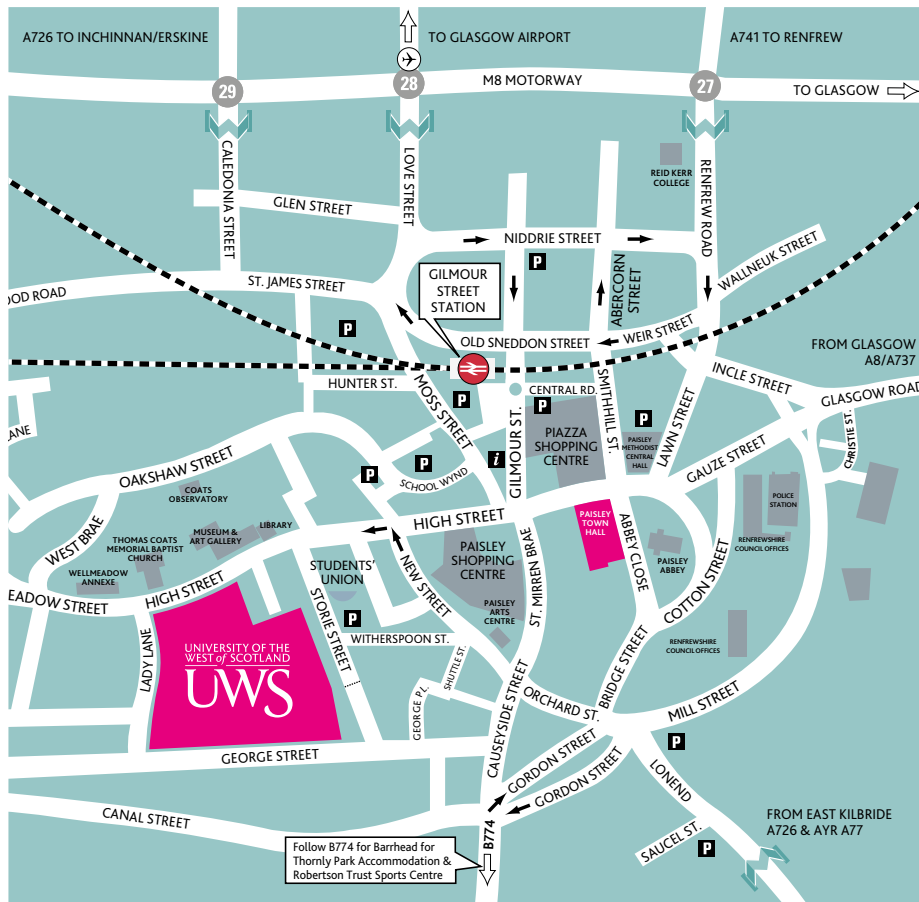 A726 TO INCHINNAN/ERSKINE
TO GLASGOW AIRPORT
A741 TO RENFREW
29
28
27
M8 MOTORWAY
TO GLASGOW
CALEDONIA STREET
LOVE STREET
RENFREW ROAD
REID KERR
COLLEGE
GLEN STREET
NIDDRIE STREET
P
WALLNEUK STREET
ABERCORN
STREET
GILMOUR
STREET
STATION
ST. JAMES STREET
OOD ROAD
P
OLD SNEDDON STREET
WEIR STREET
FROM GLASGOW
A8/A737
HUNTER ST.
MOSS STREET
P
CENTRAL RD.
P
SMITHHILL ST.
P
INCLE STREET
GLASGOW ROAD
LANE
OAKSHAW STREET
P
P
SCHOOL WYND
i
GILMOUR ST.
PIAZZA
SHOPPING
CENTRE
PAISLEY
METHODIST
CENTRAL
HALL
LAWN STREET
GAUZE STREET
CHRISTIE ST.
COATS
OBSERVATORY
WEST BRAE
THOMAS COATS
MEMORIAL BAPTIST
CHURCH
MUSEUM &
ART GALLERY
LIBRARY
HIGH STREET
PAISLEY
TOWN
HALL
ABBEY CLOSE
POLICE
STATION
RENFREWSHIRE
COUNCIL OFFICES
WELLMEADOW
ANNEXE
EADOW STREET
HIGH STREET
STUDENTS'
UNION
P
NEW STREET
PAISLEY
SHOPPING
CENTRE
PAISLEY
ARTS
CENTRE
ST. MIRREN BRAE
PAISLEY
ABBEY
COTTON STREET
RENFREWSHIRE
COUNCIL OFFICES
LADY LANE
UNIVERSITY OF THE
WEST of SCOTLAND
UWS
STORIE STREET
WITHERSPOON ST.
SHUTTLE ST.
GEORGE PL.
ORCHARD ST.
BRIDGE STREET
MILL STREET
P
GEORGE STREET
CAUSEYSIDE STREET
GORDON STREET
GORDON STREET
LONEND
CANAL STREET
B774
SAUCEL ST.
P
FROM EAST KILBRIDE
A726 & AYR A77
Follow B774 for Barrhead for
Thornly Park Accommodation &
Robertson Trust Sports Centre